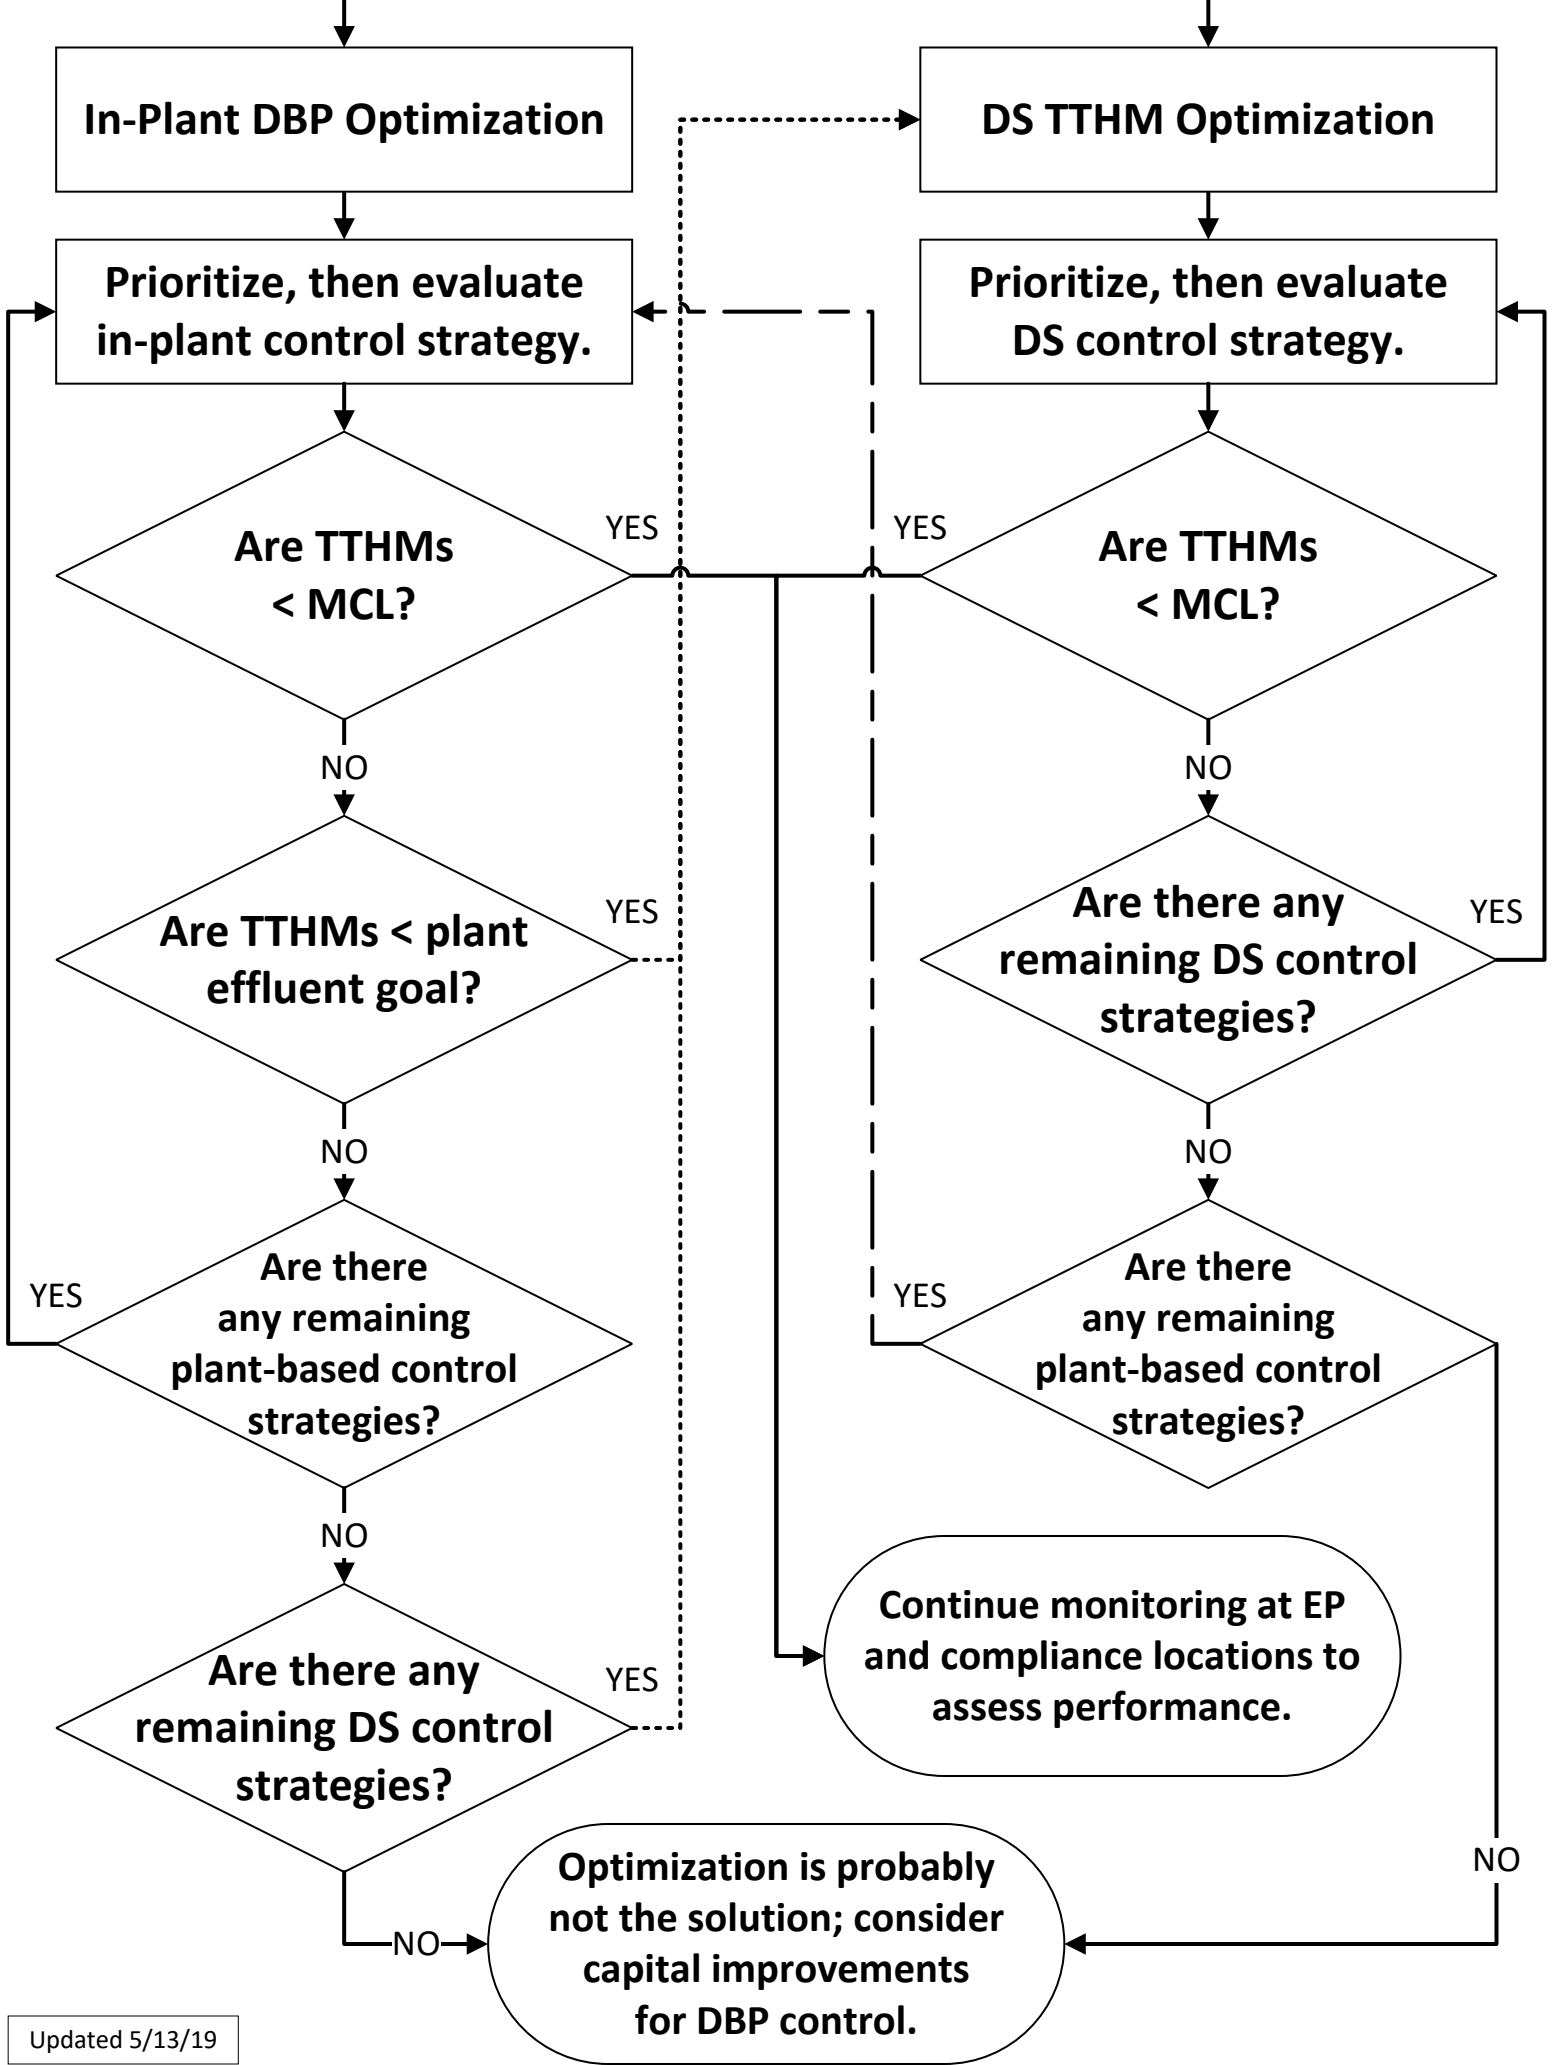 In-Plant DBP Optimization
DS TTHM Optimization
Prioritize, then evaluate
in-plant control strategy.
Prioritize, then evaluate
DS control strategy.
Are TTHMs
< MCL?
YES
YES
Are TTHMs
< MCL?
NO
NO
Are TTHMs < plant
effluent goal?
YES
Are there any
remaining DS control
strategies?
YES
NO
NO
YES
Are there
any remaining
plant-based control
strategies?
YES
Are there
any remaining
plant-based control
strategies?
NO
Continue monitoring at EP
and compliance locations to
assess performance.
Are there any
remaining DS control
strategies?
YES
NO
NO
Optimization is probably
not the solution; consider
capital improvements
for DBP control.
Updated 5/13/19